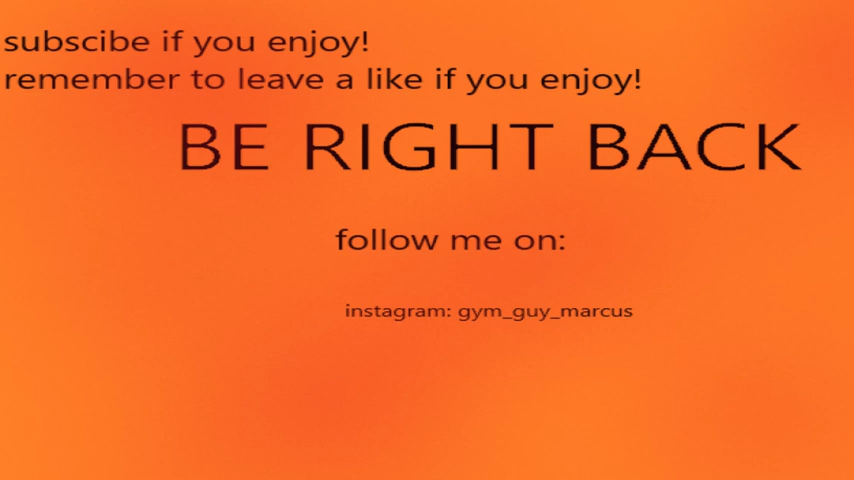 subscibe if you enjoy!
remember to leave a like if you enjoy!
BE RIGHT BACK
follow me on:
instagram: gym_guy_marcus